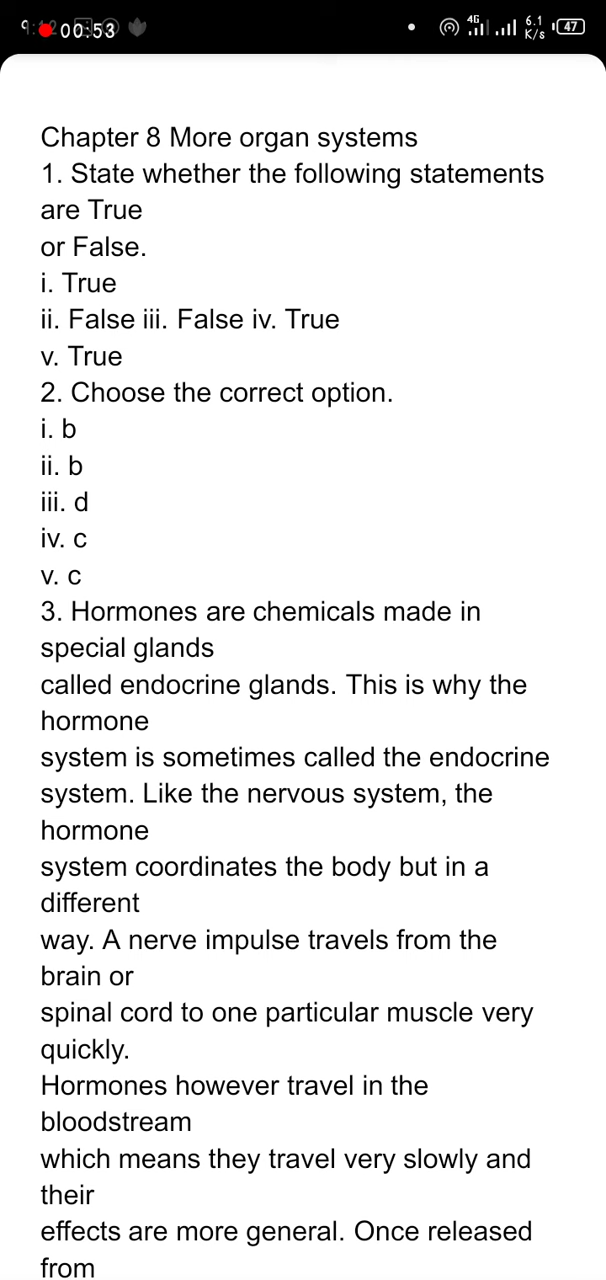 00:53
4G
6.1
K/s
47
Chapter 8 More organ systems
1. State whether the following statements
are True
or False.
i. True
ii. False iii. False iv. True
v. True
2. Choose the correct option.
i. b
ii. b
iii. d
iv. c
v. c
3. Hormones are chemicals made in
special glands
called endocrine glands. This is why the
hormone
system is sometimes called the endocrine
system. Like the nervous system, the
hormone
system coordinates the body but in a
different
way. A nerve impulse travels from the
brain or
spinal cord to one particular muscle very
quickly.
Hormones however travel in the
bloodstream
which means they travel very slowly and
their
effects are more general. Once released
from